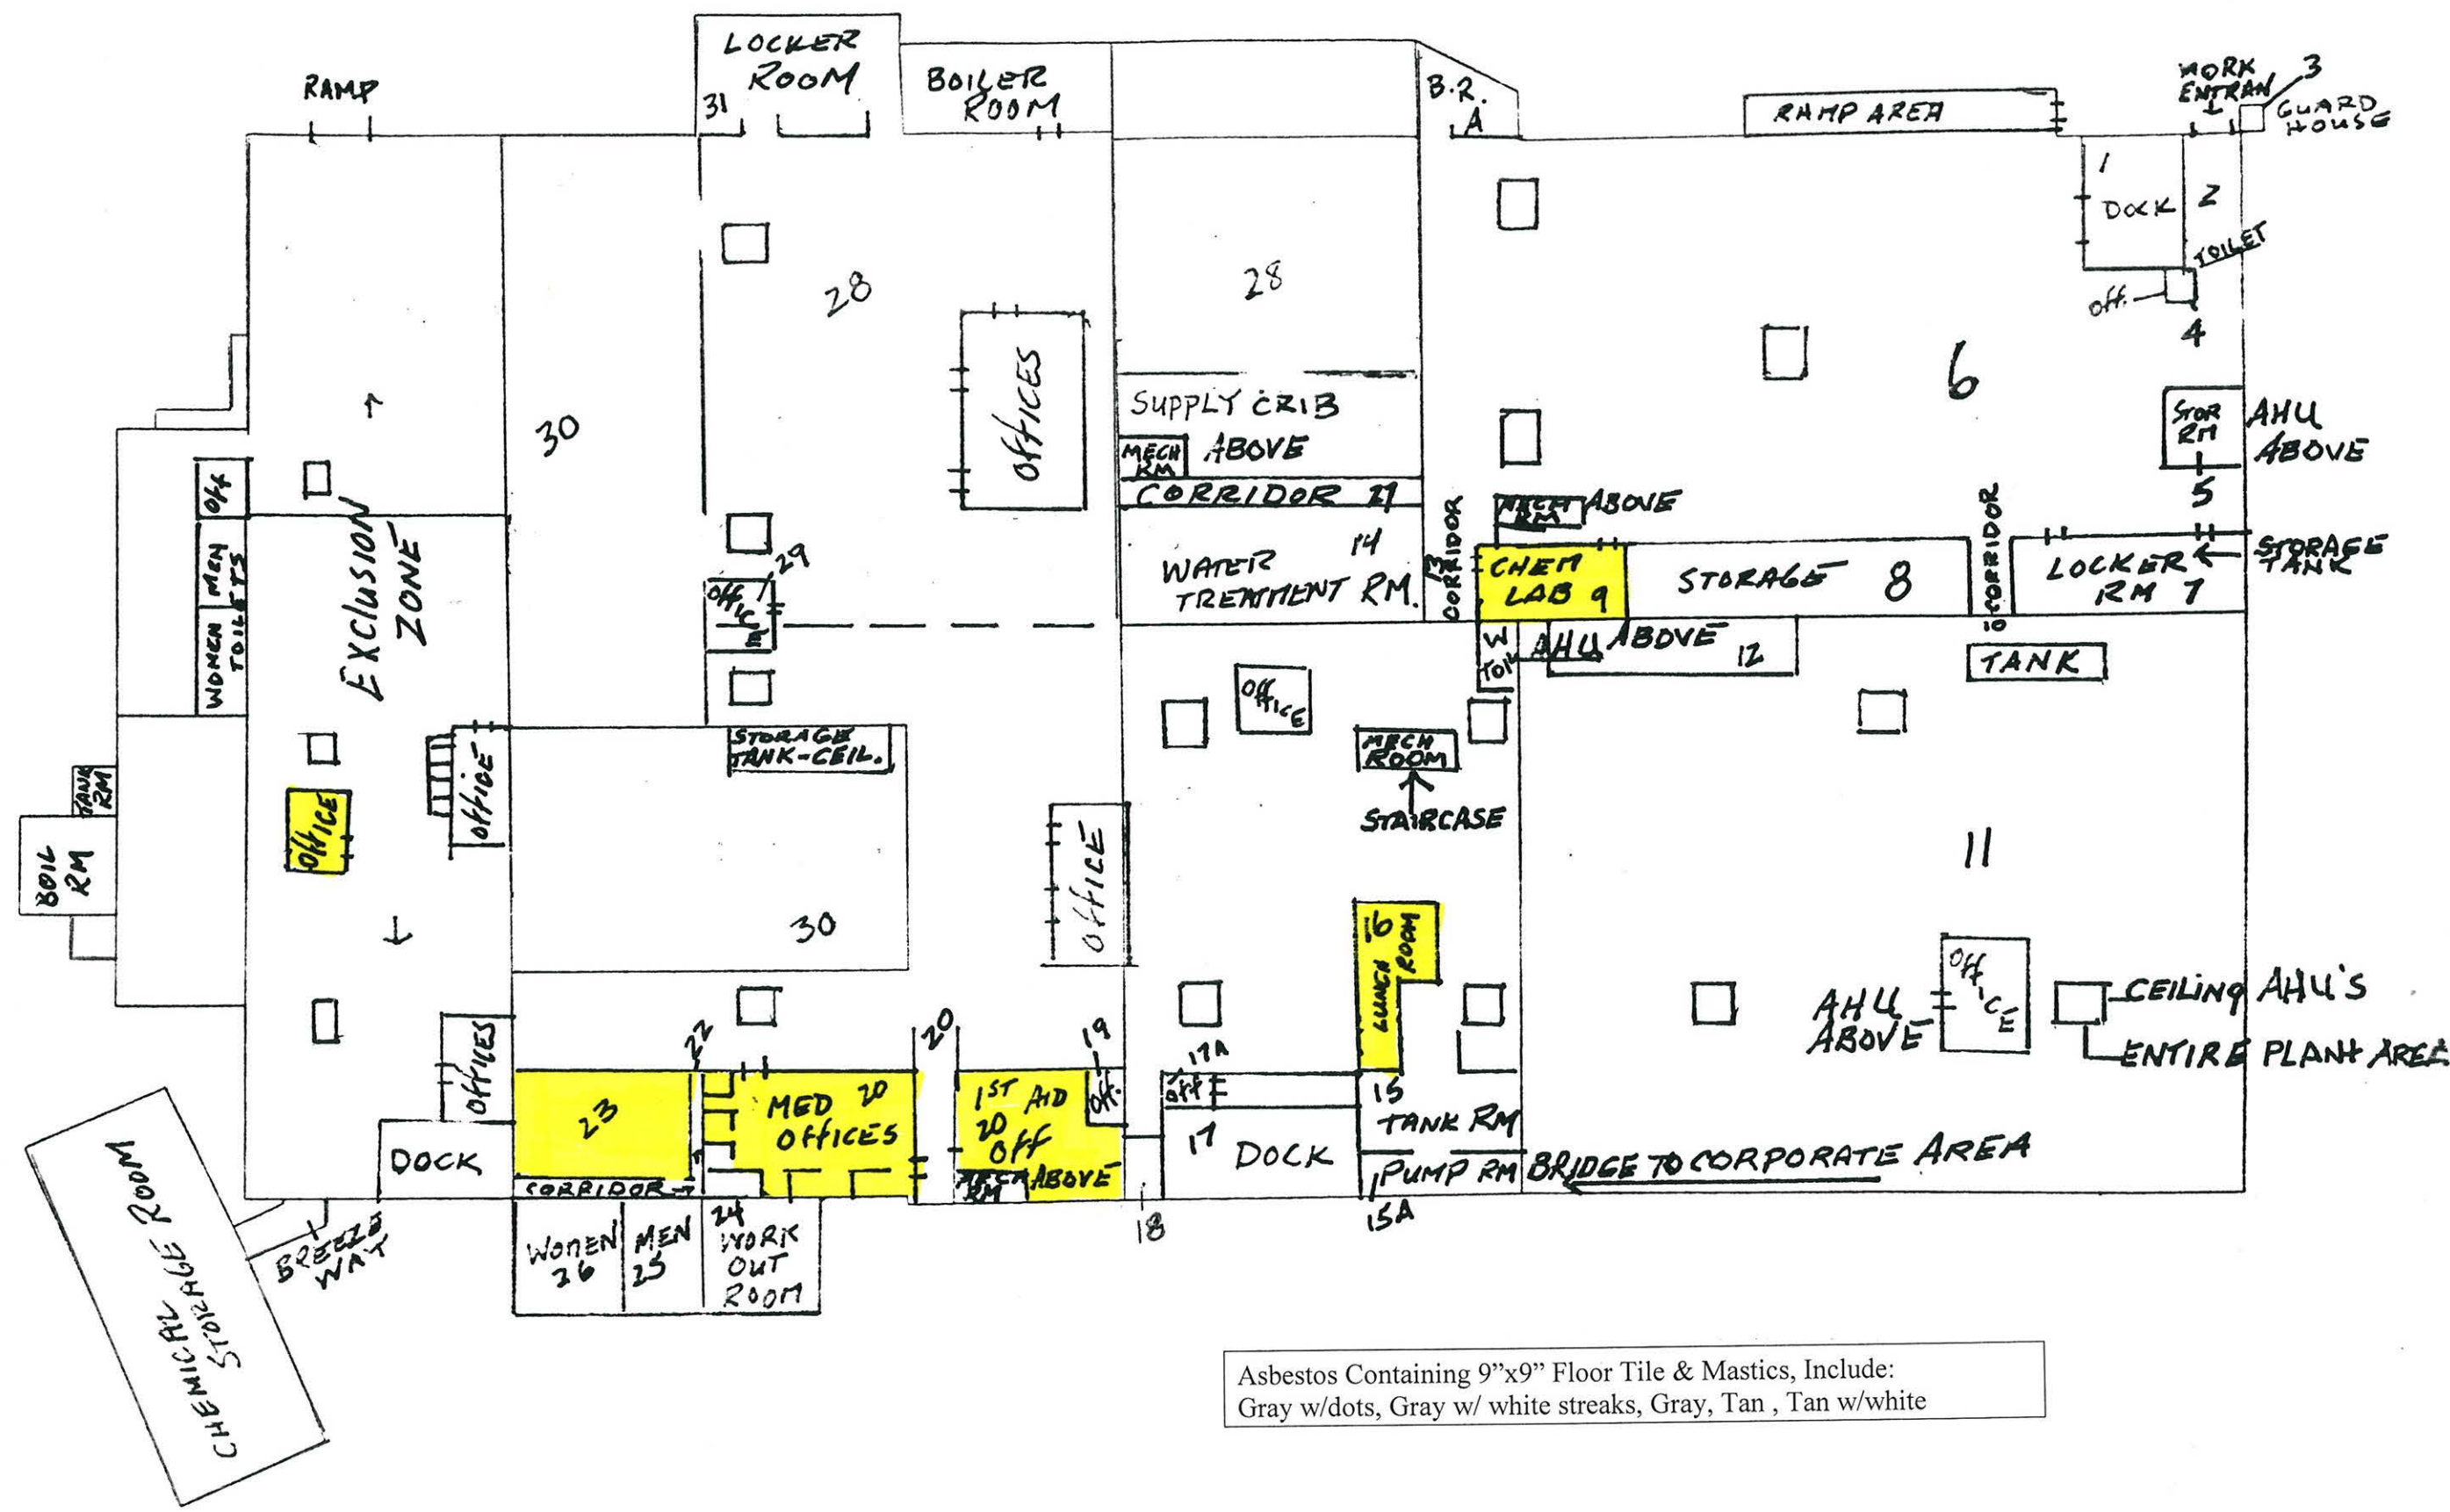 LOCKER
ROOM
31
BOILER
ROOM
RAMP
B.R.
A
RAMP AREA
WORK
ENTRAN
3
GUARD
HOUSE
1
DOCK
2
TOILET
Off.
4
28
28
6
OFFICES
SUPPLY CRIB
MECH
RM
ABOVE
CORRIDOR 27
STOR
RM
AHU
ABOVE
5
30
Off
MEN
WOMEN
TOILETS
EXCLUSION
ZONE
29
OFFICE
14
WATER
TREATMENT RM.
13
CORRIDOR
MECH
RM
ABOVE
CHEM
LAB 9
STORAGE 8
CORRIDOR
10
LOCKER
RM 7
STORAGE
TANK
W
TOIL
AHU ABOVE
12
TANK
OFFICE
MECH
ROOM
STAIRCASE
STORAGE
TANK-CEIL.
OFFICE
OFFICE
TANK
RM
BOIL
RM
30
OFFICE
11
LUNCH 16
ROOM
AHU
ABOVE
OFFICE
CEILING AHU'S
ENTIRE PLANT AREA
OFFICES
22
20
19
17A
23
MED 20
OFFICES
1ST AID
20
Off
Off.
MECH
RM
ABOVE
Off
17
DOCK
15
TANK RM
PUMP RM
15A
BRIDGE TO CORPORATE AREA
DOCK
CORRIDOR
18
BREEZE
WAY
WOMEN
26
MEN
25
24
WORK
OUT
ROOM
CHEMICAL
STORAGE ROOM
Asbestos Containing 9”x9” Floor Tile & Mastics, Include:
Gray w/dots, Gray w/ white streaks, Gray, Tan , Tan w/white